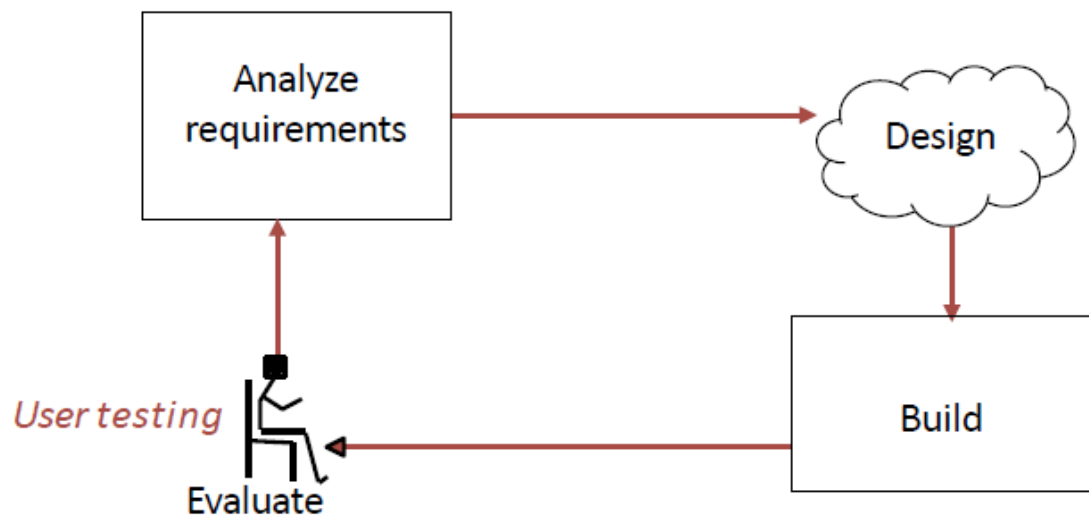 Analyze
requirements
Design
Build
User testing
Evaluate